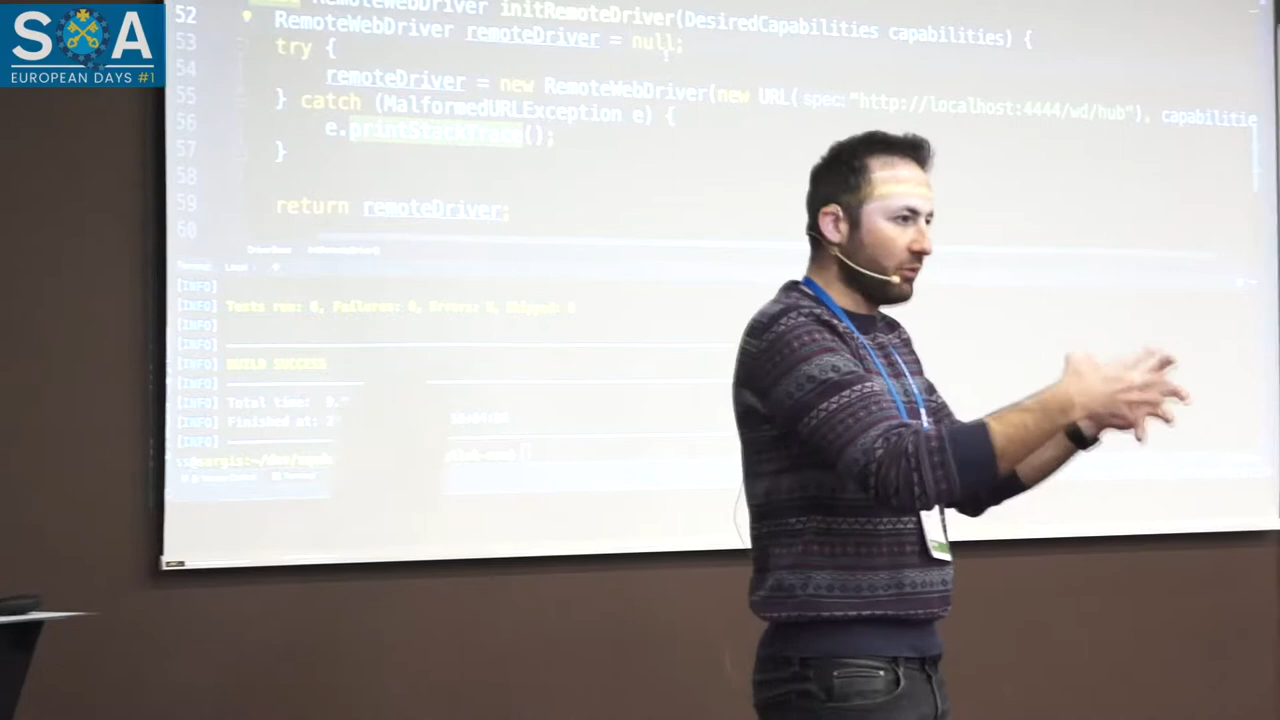 SQA
EUROPEAN DAYS #1
52 RemoteWebDriver initRemoteDriver(DesiredCapabilities capabilities) {
53 RemoteWebDriver remoteDriver = null;
54 try {
55 remoteDriver = new RemoteWebDriver(new URL( spec: "http://localhost:4444/wd/hub"), capabilitie
56 } catch (MalformedURLException e) {
57 e.printStackTrace();
58 }
59
60 return remoteDriver;
Local
[INFO]
[INFO] Tests run: 6, Failures: 0, Errors: 0, Skipped: 0
[INFO]
[INFO]
[INFO] BUILD SUCCESS
[INFO]
[INFO] Total time:
[INFO] Finished at:
[INFO]